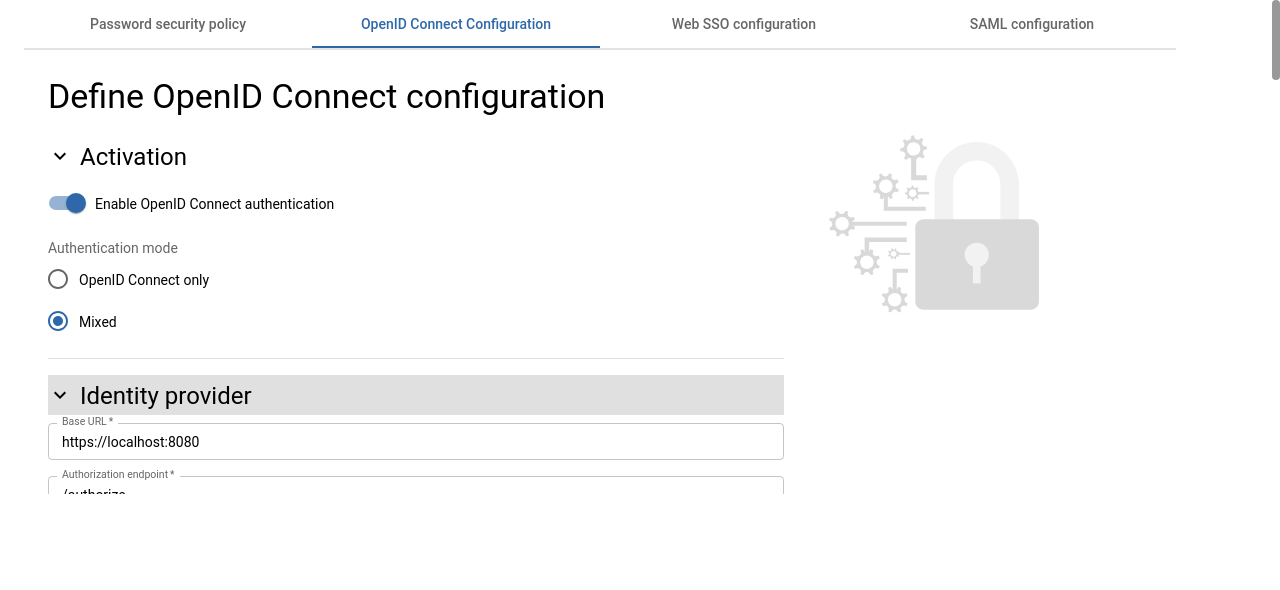 Password security policy
OpenID Connect Configuration
Web SSO configuration
SAML configuration
Define OpenID Connect configuration
Activation
Enable OpenID Connect authentication
Authentication mode
OpenID Connect only
Mixed
Identity provider
Base URL *
https://localhost:8080
Authorization endpoint *
/authorize